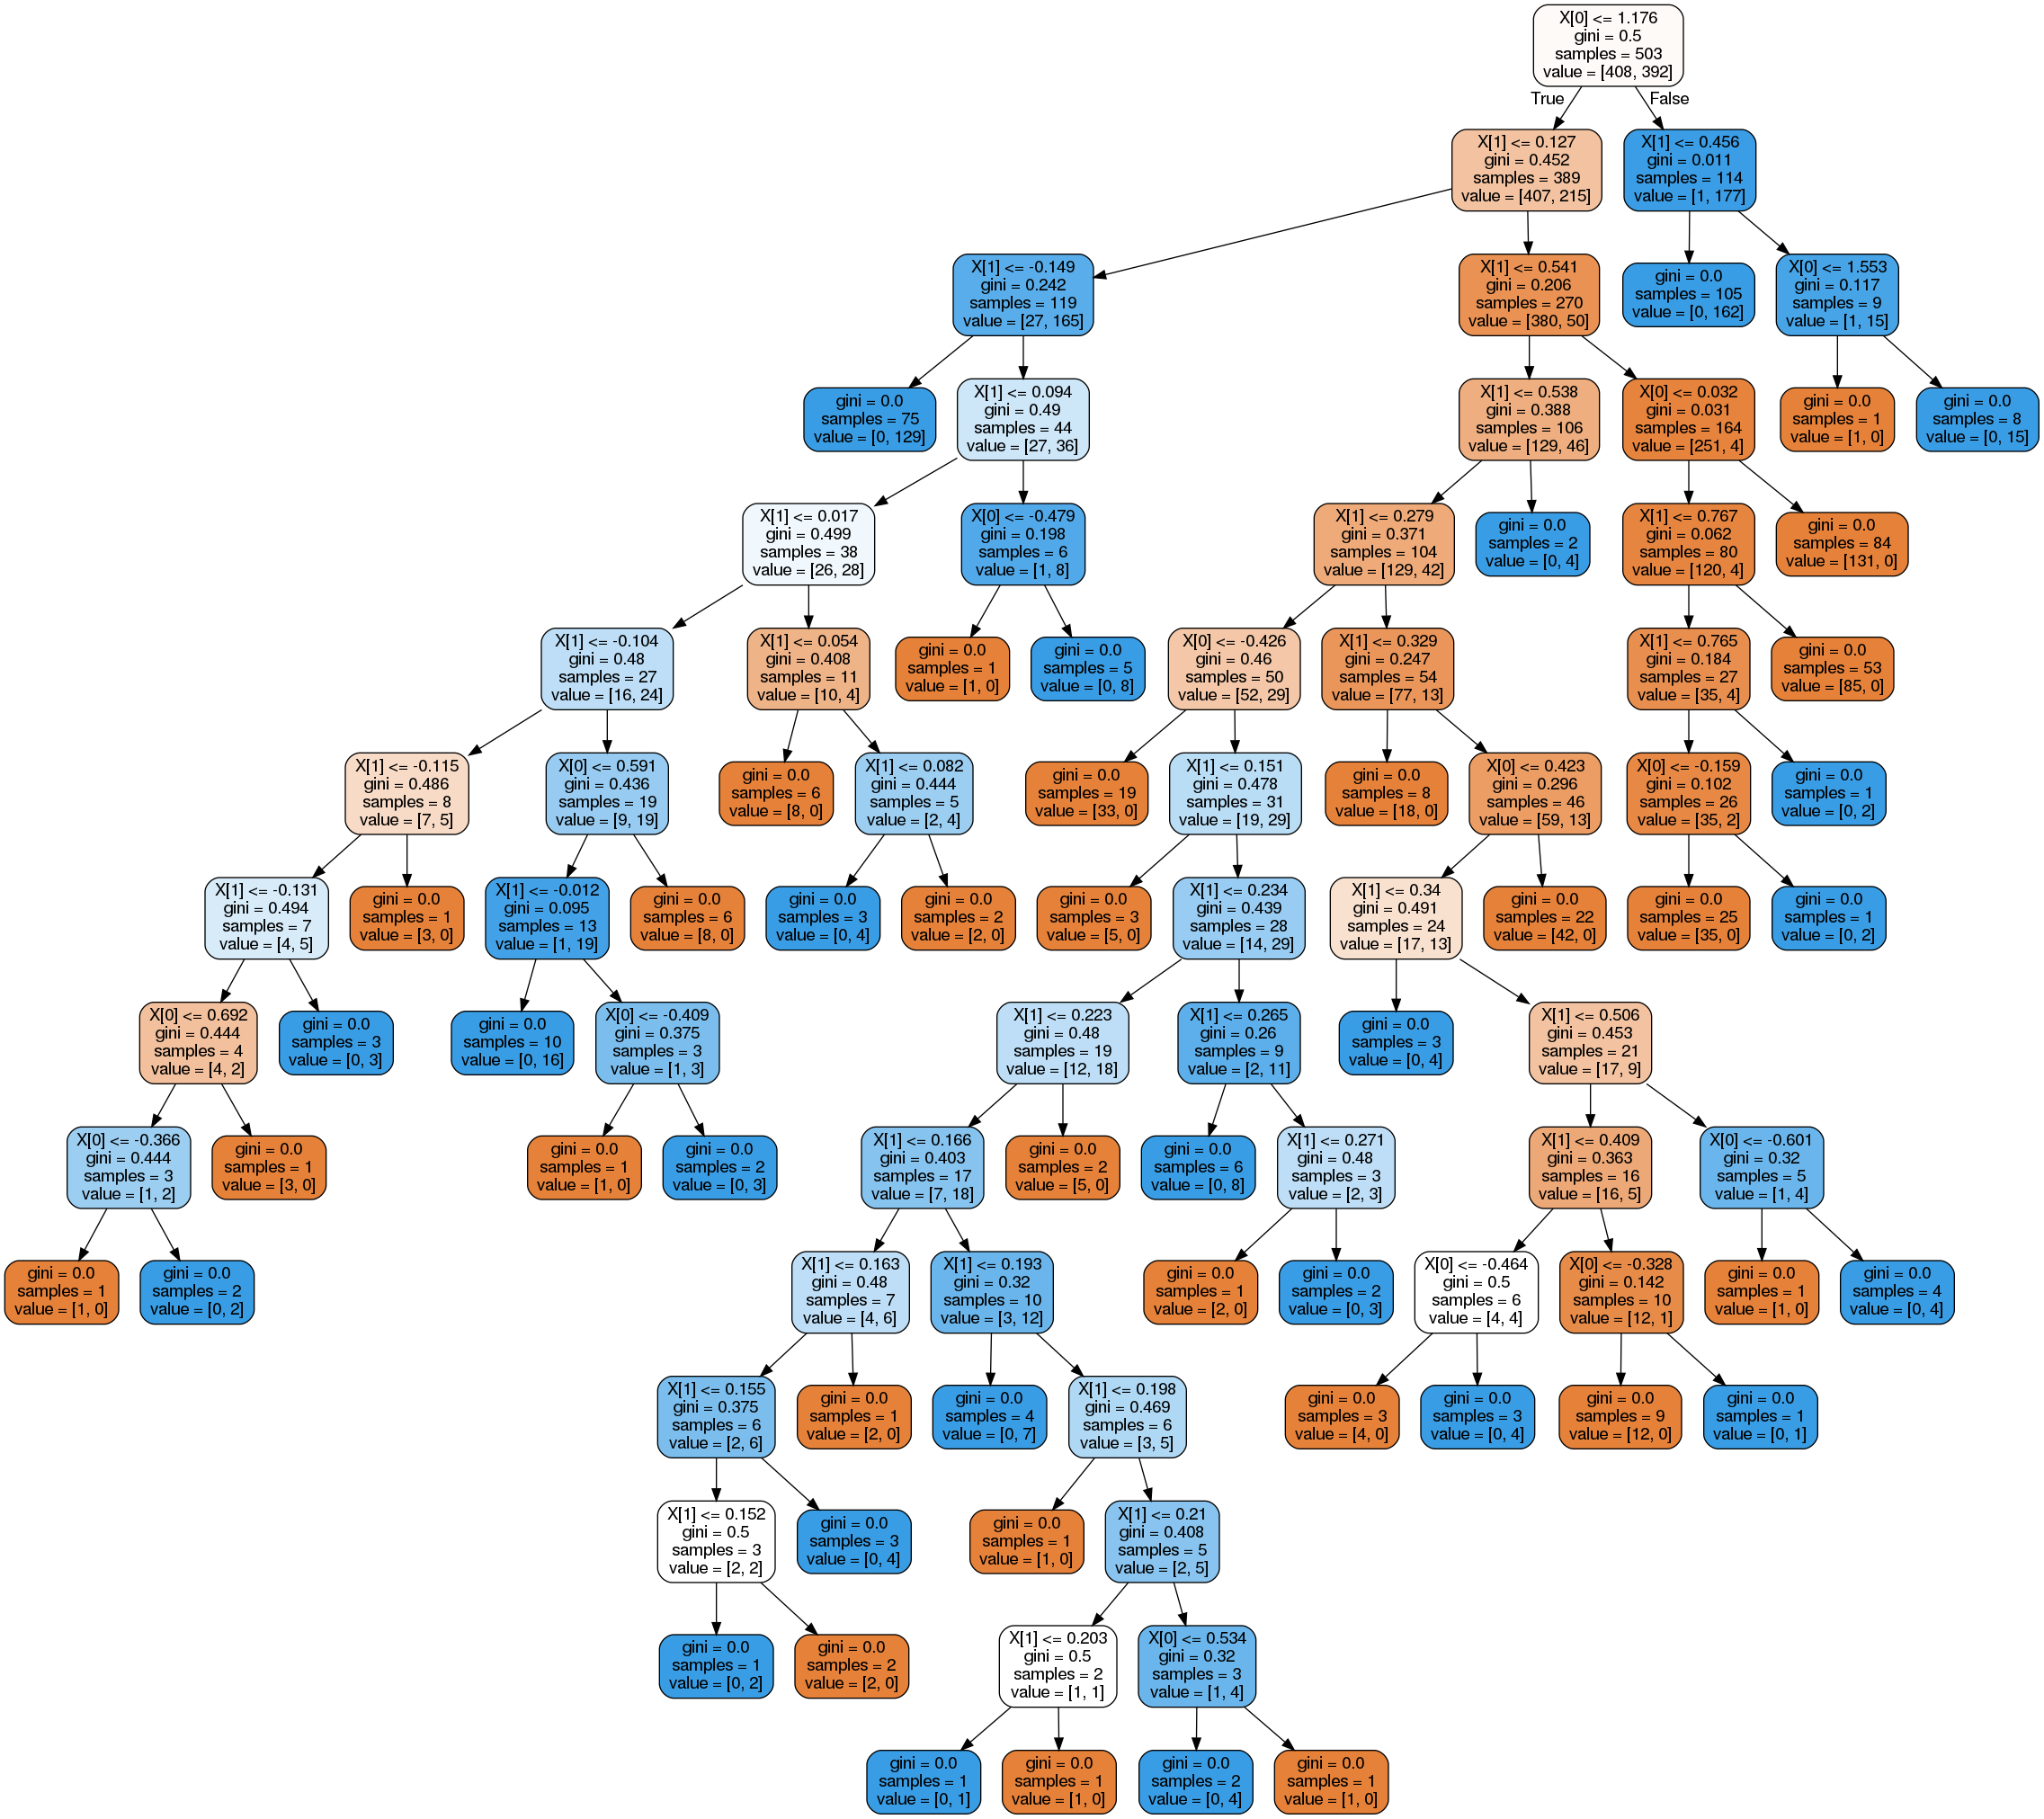 X[0] <= 1.176
gini = 0.5
samples = 503
value = [408, 392]
True
False
X[1] <= 0.127
gini = 0.452
samples = 389
value = [407, 215]
X[1] <= 0.456
gini = 0.011
samples = 114
value = [1, 177]
X[1] <= -0.149
gini = 0.242
samples = 119
value = [27, 165]
X[1] <= 0.541
gini = 0.206
samples = 270
value = [380, 50]
gini = 0.0
samples = 105
value = [0, 162]
X[0] <= 1.553
gini = 0.117
samples = 9
value = [1, 15]
gini = 0.0
samples = 75
value = [0, 129]
X[1] <= 0.094
gini = 0.49
samples = 44
value = [27, 36]
X[1] <= 0.538
gini = 0.388
samples = 106
value = [129, 46]
X[0] <= 0.032
gini = 0.031
samples = 164
value = [251, 4]
gini = 0.0
samples = 1
value = [1, 0]
gini = 0.0
samples = 8
value = [0, 15]
X[1] <= 0.017
gini = 0.499
samples = 38
value = [26, 28]
X[0] <= -0.479
gini = 0.198
samples = 6
value = [1, 8]
X[1] <= 0.279
gini = 0.371
samples = 104
value = [129, 42]
gini = 0.0
samples = 2
value = [0, 4]
X[1] <= 0.767
gini = 0.062
samples = 80
value = [120, 4]
gini = 0.0
samples = 84
value = [131, 0]
X[1] <= -0.104
gini = 0.48
samples = 27
value = [16, 24]
X[1] <= 0.054
gini = 0.408
samples = 11
value = [10, 4]
gini = 0.0
samples = 1
value = [1, 0]
gini = 0.0
samples = 5
value = [0, 8]
X[0] <= -0.426
gini = 0.46
samples = 50
value = [52, 29]
X[1] <= 0.329
gini = 0.247
samples = 54
value = [77, 13]
X[1] <= 0.765
gini = 0.184
samples = 27
value = [35, 4]
gini = 0.0
samples = 53
value = [85, 0]
X[1] <= -0.115
gini = 0.486
samples = 8
value = [7, 5]
X[0] <= 0.591
gini = 0.436
samples = 19
value = [9, 19]
gini = 0.0
samples = 6
value = [8, 0]
X[1] <= 0.082
gini = 0.444
samples = 5
value = [2, 4]
gini = 0.0
samples = 19
value = [33, 0]
X[1] <= 0.151
gini = 0.478
samples = 31
value = [19, 29]
gini = 0.0
samples = 8
value = [18, 0]
X[0] <= 0.423
gini = 0.296
samples = 46
value = [59, 13]
X[0] <= -0.159
gini = 0.102
samples = 26
value = [35, 2]
gini = 0.0
samples = 1
value = [0, 2]
X[1] <= -0.131
gini = 0.494
samples = 7
value = [4, 5]
gini = 0.0
samples = 1
value = [3, 0]
X[1] <= -0.012
gini = 0.095
samples = 13
value = [1, 19]
gini = 0.0
samples = 6
value = [8, 0]
gini = 0.0
samples = 3
value = [0, 4]
gini = 0.0
samples = 2
value = [2, 0]
gini = 0.0
samples = 3
value = [5, 0]
X[1] <= 0.234
gini = 0.439
samples = 28
value = [14, 29]
X[1] <= 0.34
gini = 0.491
samples = 24
value = [17, 13]
gini = 0.0
samples = 22
value = [42, 0]
gini = 0.0
samples = 25
value = [35, 0]
gini = 0.0
samples = 1
value = [0, 2]
X[0] <= 0.692
gini = 0.444
samples = 4
value = [4, 2]
gini = 0.0
samples = 3
value = [0, 3]
gini = 0.0
samples = 10
value = [0, 16]
X[0] <= -0.409
gini = 0.375
samples = 3
value = [1, 3]
X[1] <= 0.223
gini = 0.48
samples = 19
value = [12, 18]
X[1] <= 0.265
gini = 0.26
samples = 9
value = [2, 11]
gini = 0.0
samples = 3
value = [0, 4]
X[1] <= 0.506
gini = 0.453
samples = 21
value = [17, 9]
X[0] <= -0.366
gini = 0.444
samples = 3
value = [1, 2]
gini = 0.0
samples = 1
value = [3, 0]
gini = 0.0
samples = 1
value = [1, 0]
gini = 0.0
samples = 2
value = [0, 3]
X[1] <= 0.166
gini = 0.403
samples = 17
value = [7, 18]
gini = 0.0
samples = 2
value = [5, 0]
gini = 0.0
samples = 6
value = [0, 8]
X[1] <= 0.271
gini = 0.48
samples = 3
value = [2, 3]
X[1] <= 0.409
gini = 0.363
samples = 16
value = [16, 5]
X[0] <= -0.601
gini = 0.32
samples = 5
value = [1, 4]
gini = 0.0
samples = 1
value = [1, 0]
gini = 0.0
samples = 2
value = [0, 2]
X[1] <= 0.163
gini = 0.48
samples = 7
value = [4, 6]
X[1] <= 0.193
gini = 0.32
samples = 10
value = [3, 12]
gini = 0.0
samples = 1
value = [2, 0]
gini = 0.0
samples = 2
value = [0, 3]
X[0] <= -0.464
gini = 0.5
samples = 6
value = [4, 4]
X[0] <= -0.328
gini = 0.142
samples = 10
value = [12, 1]
gini = 0.0
samples = 1
value = [1, 0]
gini = 0.0
samples = 4
value = [0, 4]
X[1] <= 0.155
gini = 0.375
samples = 6
value = [2, 6]
gini = 0.0
samples = 1
value = [2, 0]
gini = 0.0
samples = 4
value = [0, 7]
X[1] <= 0.198
gini = 0.469
samples = 6
value = [3, 5]
gini = 0.0
samples = 3
value = [4, 0]
gini = 0.0
samples = 3
value = [0, 4]
gini = 0.0
samples = 9
value = [12, 0]
gini = 0.0
samples = 1
value = [0, 1]
X[1] <= 0.152
gini = 0.5
samples = 3
value = [2, 2]
gini = 0.0
samples = 3
value = [0, 4]
gini = 0.0
samples = 1
value = [1, 0]
X[1] <= 0.21
gini = 0.408
samples = 5
value = [2, 5]
gini = 0.0
samples = 1
value = [0, 2]
gini = 0.0
samples = 2
value = [2, 0]
X[1] <= 0.203
gini = 0.5
samples = 2
value = [1, 1]
X[0] <= 0.534
gini = 0.32
samples = 3
value = [1, 4]
gini = 0.0
samples = 1
value = [0, 1]
gini = 0.0
samples = 1
value = [1, 0]
gini = 0.0
samples = 2
value = [0, 4]
gini = 0.0
samples = 1
value = [1, 0]